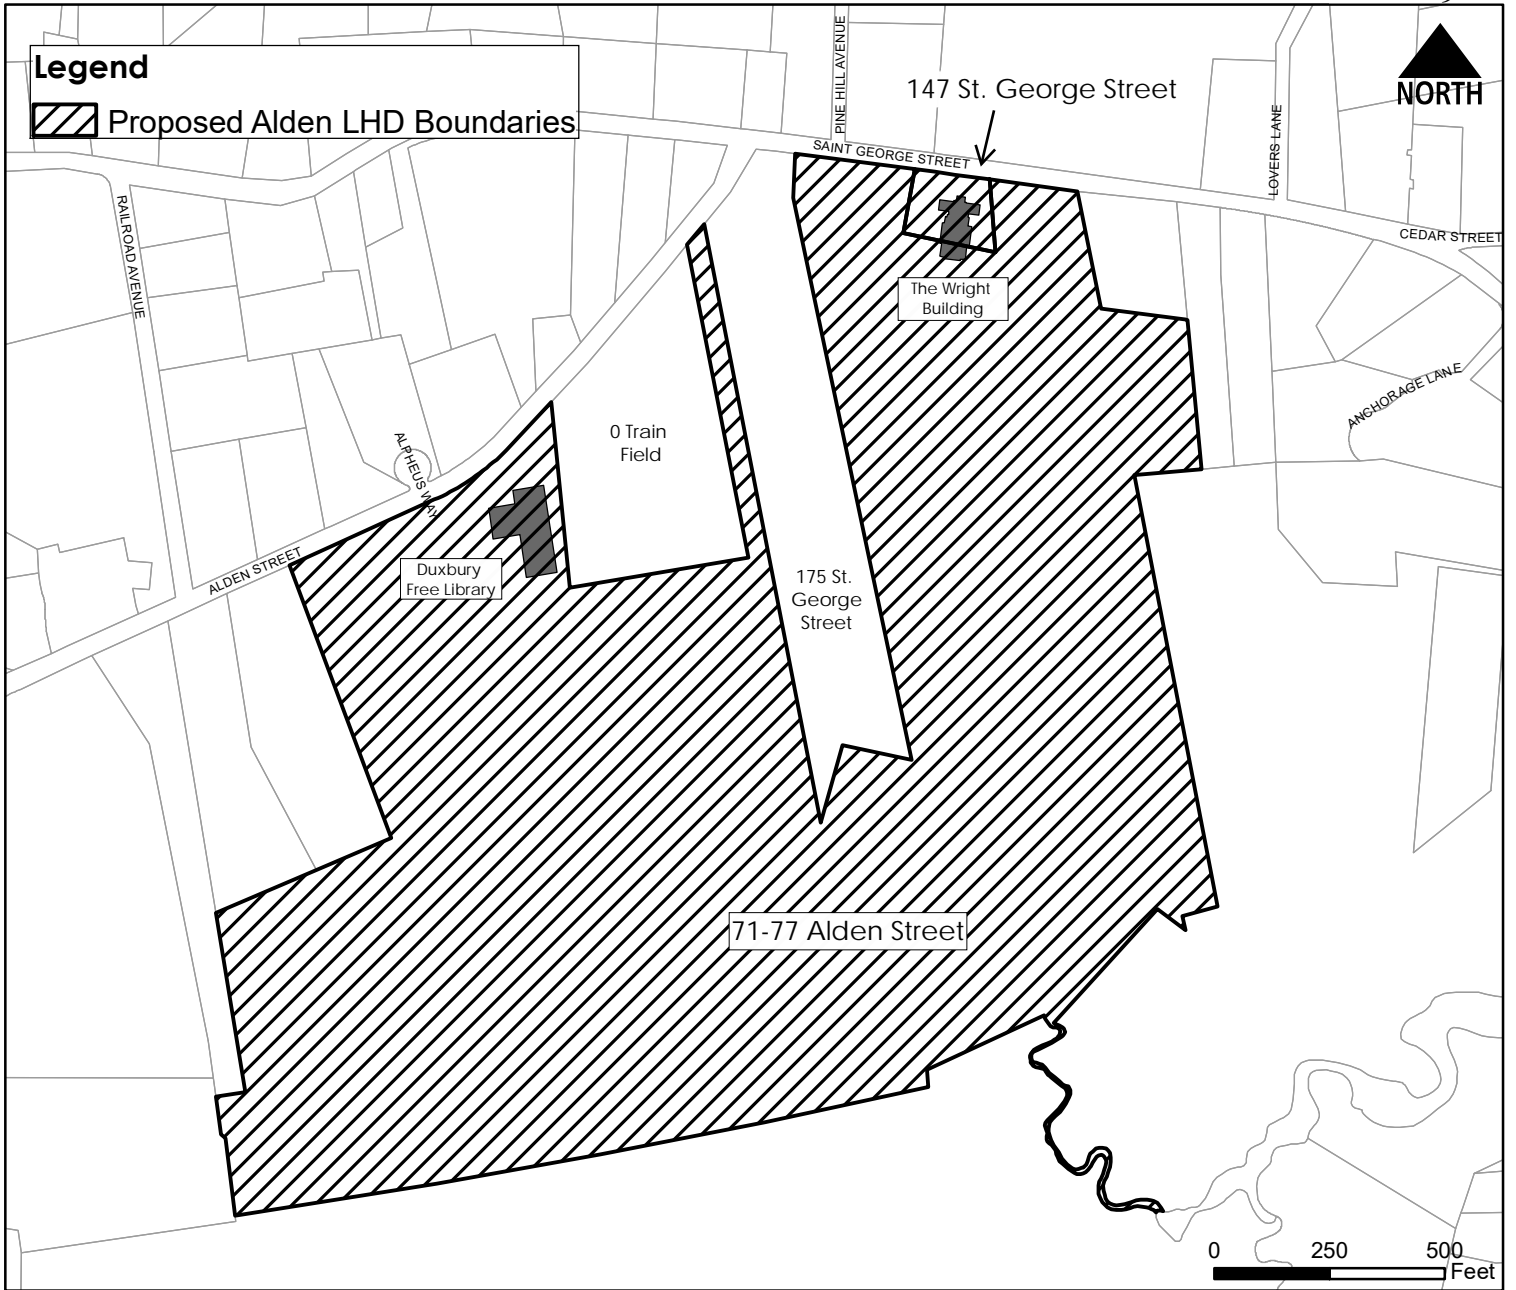 Legend
Proposed Alden LHD Boundaries
NORTH
147 St. George Street
PINE HILL AVENUE
SAINT GEORGE STREET
LOVERS LANE
CEDAR STREET
RAILROAD AVENUE
The Wright
Building
ANCHORAGE LANE
0 Train
Field
ALPHEUS WAY
ALDEN STREET
Duxbury
Free Library
175 St.
George
Street
71-77 Alden Street
0 250 500
Feet